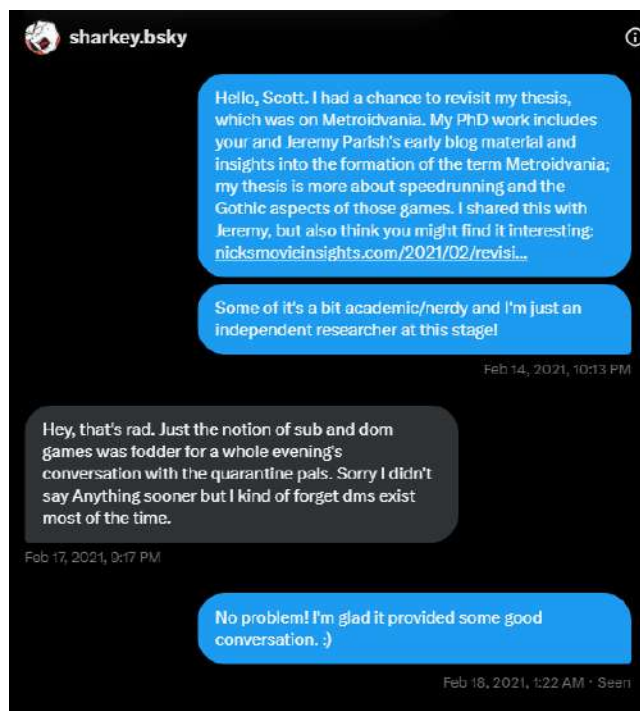 sharkey.bsky
Hello, Scott. I had a chance to revisit my thesis,
which was on Metroidvania. My PhD work includes
your and Jeremy Parish's early blog material and
insights into the formation of the term Metroidvania;
my thesis is more about speedrunning and the
Gothic aspects of those games. I shared this with
Jeremy, but also think you might find it interesting:
nicksmovieinsights.com/2021/02/revisi...
Some of it's a bit academic/nerdy and I'm just an
independent researcher at this stage!
Feb 14, 2021, 10:13 PM
Hey, that's rad. Just the notion of sub and dom
games was fodder for a whole evening's
conversation with the quarantine pals. Sorry I didn't
say Anything sooner but I kind of forget dms exist
most of the time.
Feb 17, 2021, 9:17 PM
No problem! I'm glad it provided some good
conversation. :)
Feb 18, 2021, 1:22 AM · Seen